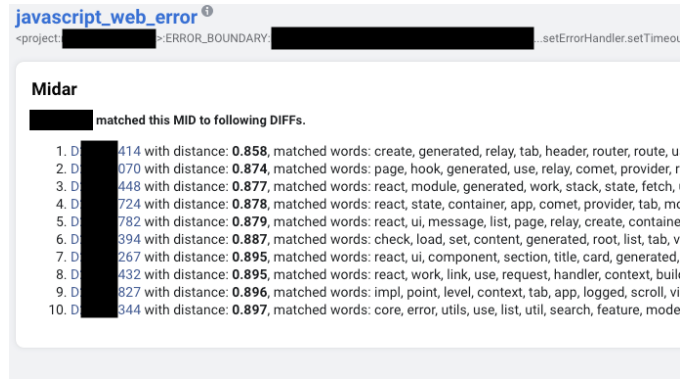 javascript_web_error
<project: >:ERROR_BOUNDARY: ...setErrorHandler.setTimeou
Midar
matched this MID to following DIFFs.
1. D 414 with distance: 0.858, matched words: create, generated, relay, tab, header, router, route, u
2. D 070 with distance: 0.874, matched words: page, hook, generated, use, relay, comet, provider, r
3. D 448 with distance: 0.877, matched words: react, module, generated, work, stack, state, fetch,
4. D 724 with distance: 0.878, matched words: react, state, container, app, comet, provider, tab, mo
5. D 782 with distance: 0.879, matched words: react, ui, message, list, page, relay, create, containe
6. D 394 with distance: 0.887, matched words: check, load, set, content, generated, root, list, tab, v
7. D 267 with distance: 0.895, matched words: react, ui, component, section, title, card, generated,
8. D 432 with distance: 0.895, matched words: react, work, link, use, request, handler, context, buil
9. D 827 with distance: 0.896, matched words: impl, point, level, context, tab, app, logged, scroll, vi
10. D 344 with distance: 0.897, matched words: core, error, utils, use, list, util, search, feature, mode